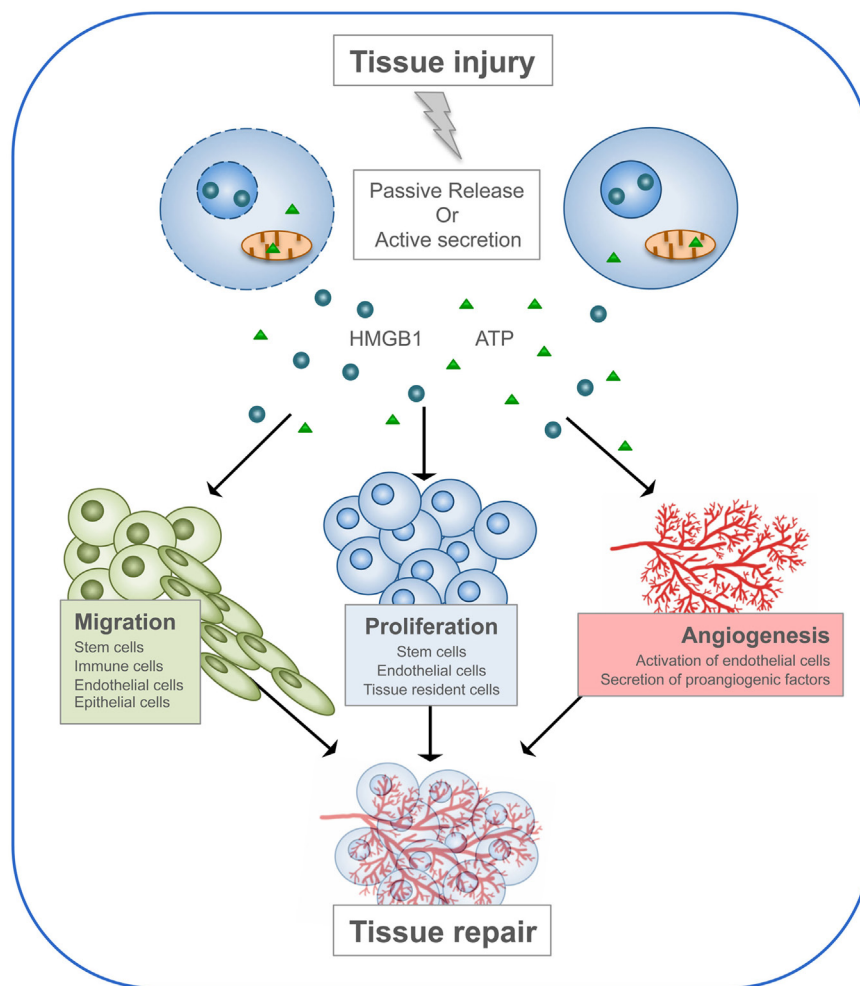 Tissue injury
Passive Release
Or
Active secretion
HMGB1
ATP
Migration
Stem cells
Immune cells
Endothelial cells
Epithelial cells
Proliferation
Stem cells
Endothelial cells
Tissue resident cells
Angiogenesis
Activation of endothelial cells
Secretion of proangiogenic factors
Tissue repair